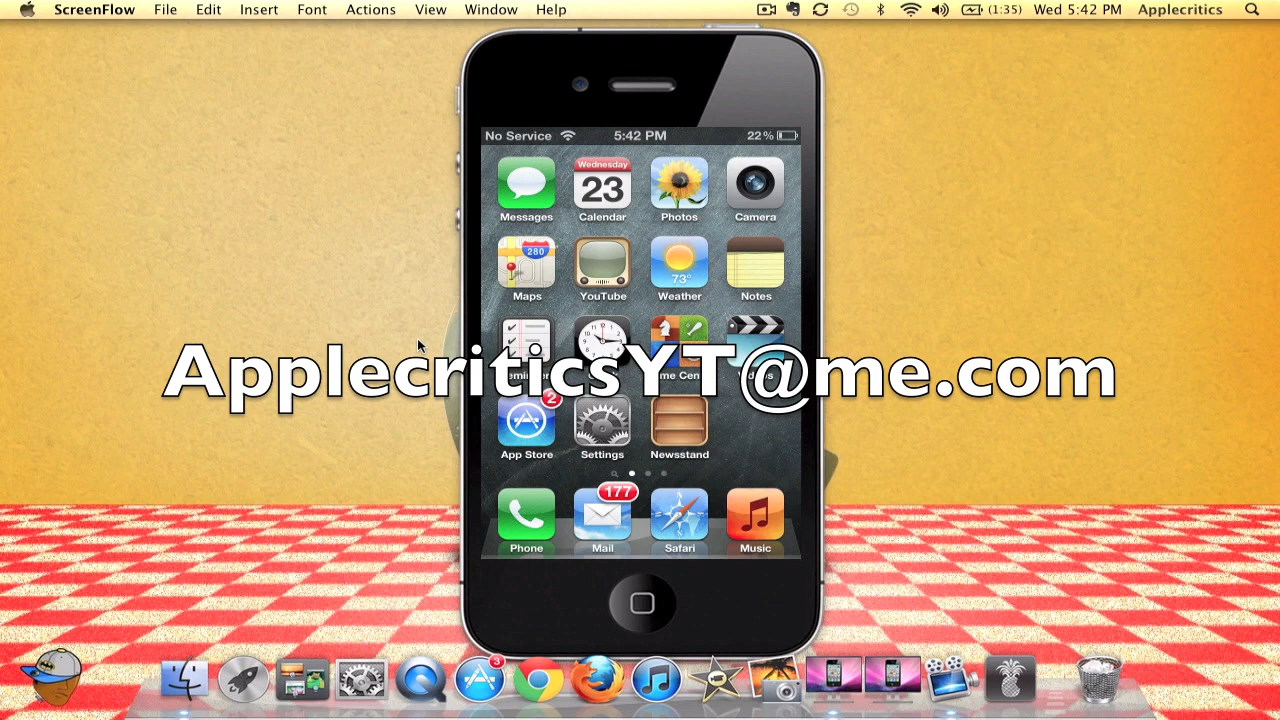 ScreenFlow File Edit Insert Font Actions View Window Help (1:35) Wed 5:42 PM Applecritics
No Service 5:42 PM 22%
Wednesday
23
Messages Calendar Photos Camera
280
73°
Maps YouTube Weather Notes
ApplecriticsYT@me.com
2
App Store Settings Newsstand
177
Phone Mail Safari Music
3